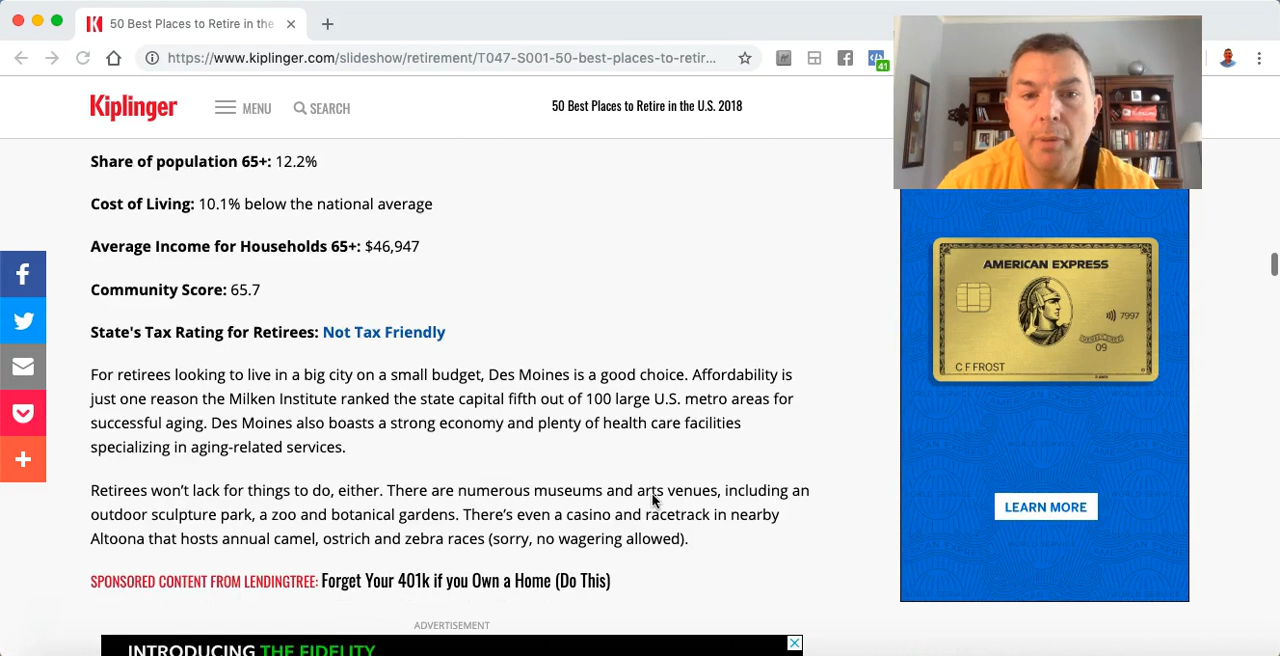 50 Best Places to Retire in the
https://www.kiplinger.com/slideshow/retirement/T047-S001-50-best-places-to-retir...
41
Kiplinger
MENU
SEARCH
50 Best Places to Retire in the U.S. 2018
Share of population 65+: 12.2%
Cost of Living: 10.1% below the national average
Average Income for Households 65+: $46,947
Community Score: 65.7
State's Tax Rating for Retirees: Not Tax Friendly
For retirees looking to live in a big city on a small budget, Des Moines is a good choice. Affordability is
just one reason the Milken Institute ranked the state capital fifth out of 100 large U.S. metro areas for
successful aging. Des Moines also boasts a strong economy and plenty of health care facilities
specializing in aging-related services.
Retirees won't lack for things to do, either. There are numerous museums and arts venues, including an
outdoor sculpture park, a zoo and botanical gardens. There's even a casino and racetrack in nearby
Altoona that hosts annual camel, ostrich and zebra races (sorry, no wagering allowed).
SPONSORED CONTENT FROM LENDINGTREE: Forget Your 401k if you Own a Home (Do This)
ADVERTISEMENT
INTRODUCING THE FIDELITY
AMERICAN EXPRESS
7997
09
C F FROST
LEARN MORE